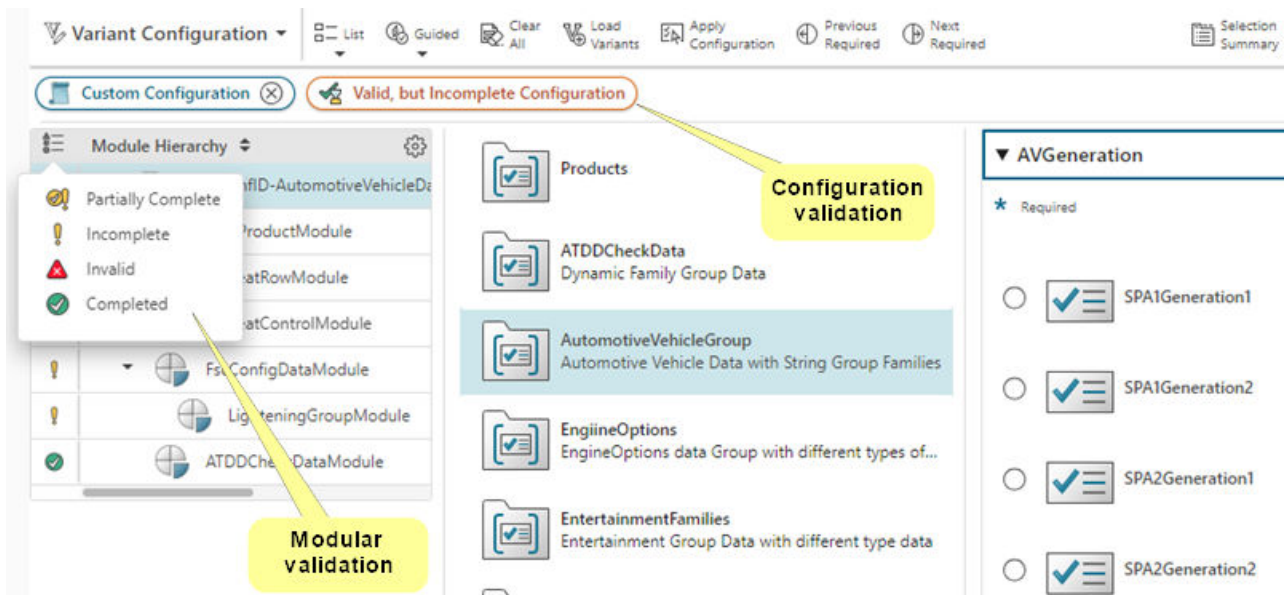 Variant Configuration
List
Guided
Clear All
Load Variants
Apply Configuration
Previous Required
Next Required
Selection Summary
Custom Configuration
Valid, but Incomplete Configuration
Module Hierarchy
Partially Complete
Incomplete
Invalid
Completed
nfID-AutomotiveVehicleDa
roductModule
eatRowModule
eatControlModule
LighteningGroupModule
Modular
validation
Products
ATDDCheckData
Dynamic Family Group Data
AutomotiveVehicleGroup
Automotive Vehicle Data with String Group Families
EngiineOptions
EngineOptions data Group with different types of...
EntertainmentFamilies
Entertainment Group Data with different type data
Configuration
validation
AVGeneration
* Required
SPA1Generation1
SPA1Generation2
SPA2Generation1
SPA2Generation2